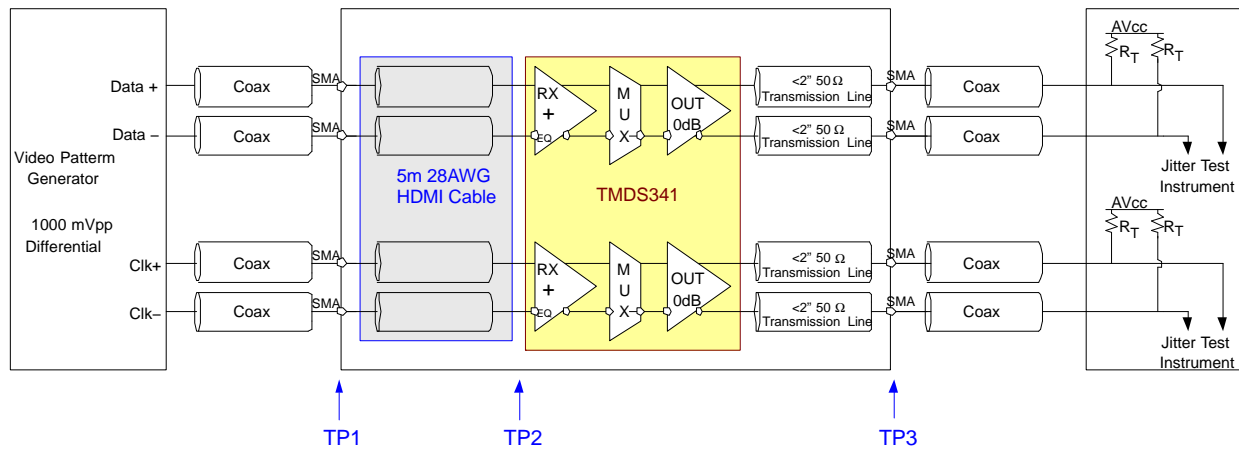 Data +
Data −
Video Patterm
Generator
1000 mVpp
Differential
Clk+
Clk−
Coax
SMA
Coax
SMA
Coax
SMA
Coax
SMA
5m 28AWG
HDMI Cable
RX
+
EQ
M
U
X
OUT
0dB
TMDS341
RX
+
EQ
M
U
X
OUT
0dB
<2” 50 Ω
Transmission Line
<2” 50 Ω
Transmission Line
<2” 50 Ω
Transmission Line
<2” 50 Ω
Transmission Line
SMA
Coax
SMA
Coax
SMA
Coax
SMA
Coax
AVcc
RT
RT
Jitter Test
Instrument
AVcc
RT
RT
Jitter Test
Instrument
TP1
TP2
TP3